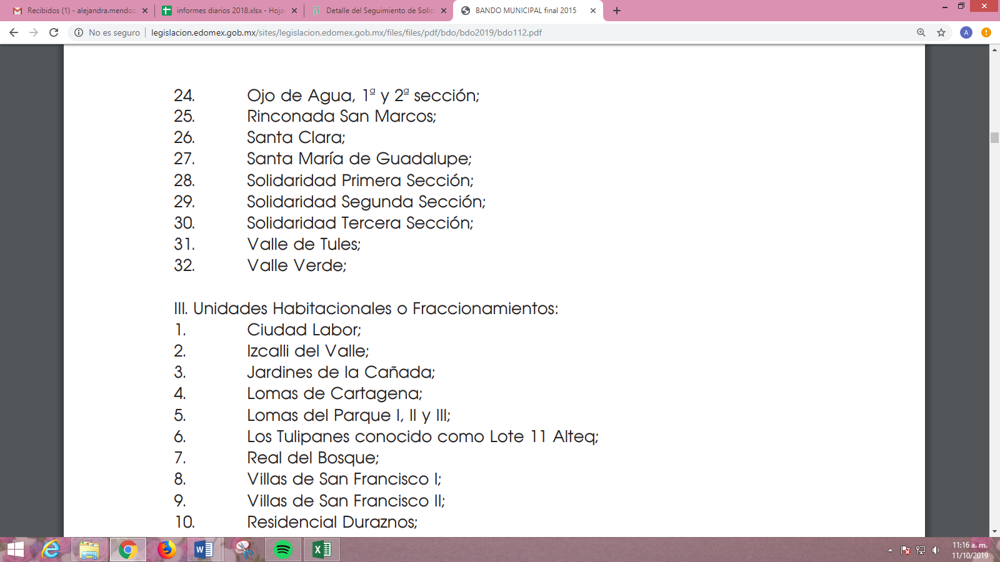 Recibidos (1) - alejandra.mendoz
informes diarios 2018.xlsx - Hoja
Detalle del Seguimiento de Solic
BANDO MUNICIPAL final 2015
No es seguro
legislacion.edomex.gob.mx/sites/legislacion.edomex.gob.mx/files/files/pdf/bdo/bdo2019/bdo112.pdf
A
24. Ojo de Agua, 1ª y 2ª sección;
25. Rinconada San Marcos;
26. Santa Clara;
27. Santa María de Guadalupe;
28. Solidaridad Primera Sección;
29. Solidaridad Segunda Sección;
30. Solidaridad Tercera Sección;
31. Valle de Tules;
32. Valle Verde;
III. Unidades Habitacionales o Fraccionamientos:
1. Ciudad Labor;
2. Izcalli del Valle;
3. Jardines de la Cañada;
4. Lomas de Cartagena;
5. Lomas del Parque I, II y III;
6. Los Tulipanes conocido como Lote 11 Alteq;
7. Real del Bosque;
8. Villas de San Francisco I;
9. Villas de San Francisco II;
10. Residencial Duraznos;
11:16 a. m.
11/10/2019